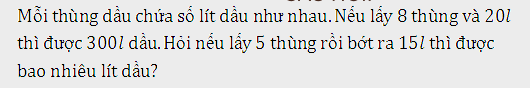 Mỗi thùng dầu chứa số lít dầu như nhau. Nếu lấy 8 thùng và 20l
thì được 300l dầu. Hỏi nếu lấy 5 thùng rồi bớt ra 15l thì được
bao nhiêu lít dầu?